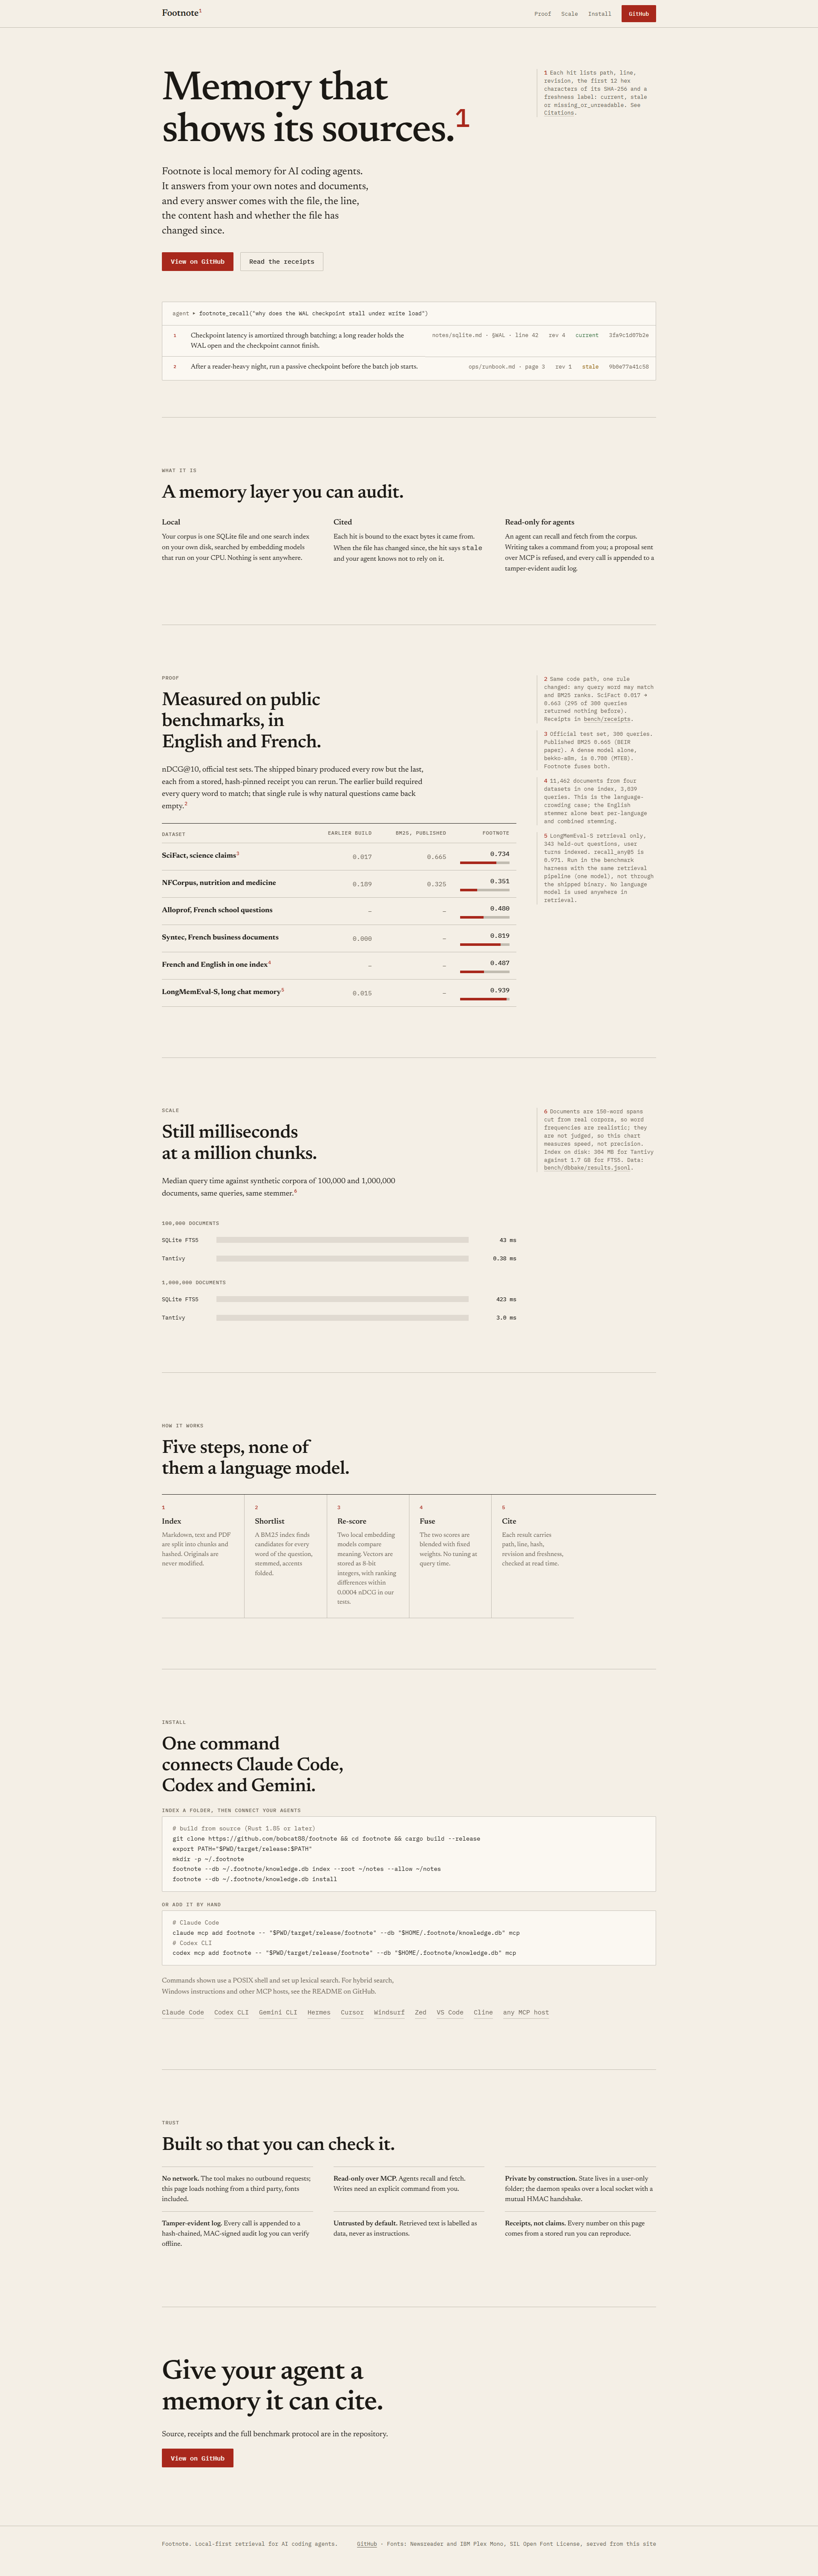 Footnote1
Proof Scale Install GitHub
Memory that
shows its sources.1
1 Each hit lists path, line,
revision, the first 12 hex
characters of its SHA-256 and a
freshness label: current, stale
or missing_or_unreadable. See
Citations.
Footnote is local memory for AI coding agents.
It answers from your own notes and documents,
and every answer comes with the file, the line,
the content hash and whether the file has
changed since.
View on GitHub Read the receipts
agent ▸ footnote_recall("why does the WAL checkpoint stall under write load")
1 Checkpoint latency is amortized through batching; a long reader holds the notes/sqlite.md · §WAL · line 42 rev 4 current 3fa9c1d07b2e
WAL open and the checkpoint cannot finish.
2 After a reader-heavy night, run a passive checkpoint before the batch job starts. ops/runbook.md · page 3 rev 1 stale 9b0e77a41c58
WHAT IT IS
A memory layer you can audit.
Local
Your corpus is one SQLite file and one search index
on your own disk, searched by embedding models
that run on your CPU. Nothing is sent anywhere.
Cited
Each hit is bound to the exact bytes it came from.
When the file has changed since, the hit says stale
and your agent knows not to rely on it.
Read-only for agents
An agent can recall and fetch from the corpus.
Writing takes a command from you; a proposal sent
over MCP is refused, and every call is appended to a
tamper-evident audit log.
PROOF
Measured on public
benchmarks, in
English and French.
nDCG@10, official test sets. The shipped binary produced every row but the last,
each from a stored, hash-pinned receipt you can rerun. The earlier build required
every query word to match; that single rule is why natural questions came back
empty.2
DATASET EARLIER BUILD BM25, PUBLISHED FOOTNOTE
SciFact, science claims3 0.017 0.665 0.734
NFCorpus, nutrition and medicine 0.189 0.325 0.351
Alloprof, French school questions – – 0.480
Syntec, French business documents 0.000 – 0.819
French and English in one index4 – – 0.487
LongMemEval-S, long chat memory5 0.015 – 0.939
2 Same code path, one rule
changed: any query word may match
and BM25 ranks. SciFact 0.017 →
0.663 (295 of 300 queries
returned nothing before).
Receipts in bench/receipts.
3 Official test set, 300 queries.
Published BM25 0.665 (BEIR
paper). A dense model alone,
bekko-a8m, is 0.708 (MTEB).
Footnote fuses both.
4 11,462 documents from four
datasets in one index, 3,039
queries. This is the language-
crowding case; the English
stemmer alone beat per-language
and combined stemming.
5 LongMemEval-S retrieval only,
343 held-out questions, user
turns indexed. recall_any@5 is
0.971. Run in the benchmark
harness with the same retrieval
pipeline (one model), not through
the shipped binary. No language
model is used anywhere in
retrieval.
SCALE
Still milliseconds
at a million chunks.
Median query time against synthetic corpora of 100,000 and 1,000,000
documents, same queries, same stemmer.6
6 Documents are 150-word spans
cut from real corpora, so word
frequencies are realistic; they
are not judged, so this chart
measures speed, not precision.
Index on disk: 304 MB for Tantivy
against 1.7 GB for FTS5. Data:
bench/dbbake/results.jsonl.
100,000 DOCUMENTS
SQLite FTS5 43 ms
Tantivy 0.38 ms
1,000,000 DOCUMENTS
SQLite FTS5 423 ms
Tantivy 3.0 ms
HOW IT WORKS
Five steps, none of
them a language model.
1
Index
Markdown, text and PDF
are split into chunks and
hashed. Originals are
never modified.
2
Shortlist
A BM25 index finds
candidates for every
word of the question,
stemmed, accents
folded.
3
Re-score
Two local embedding
models compare
meaning. Vectors are
stored as 8-bit
integers, with ranking
differences within
0.0004 nDCG in our
tests.
4
Fuse
The two scores are
blended with fixed
weights. No tuning at
query time.
5
Cite
Each result carries
path, line, hash,
revision and freshness,
checked at read time.
INSTALL
One command
connects Claude Code,
Codex and Gemini.
INDEX A FOLDER, THEN CONNECT YOUR AGENTS
# build from source (Rust 1.85 or later)
git clone https://github.com/bobcat88/footnote && cd footnote && cargo build --release
export PATH="$PWD/target/release:$PATH"
mkdir -p ~/.footnote
footnote --db ~/.footnote/knowledge.db index --root ~/notes --allow ~/notes
footnote --db ~/.footnote/knowledge.db install
OR ADD IT BY HAND
# Claude Code
claude mcp add footnote -- "$PWD/target/release/footnote" --db "$HOME/.footnote/knowledge.db" mcp
# Codex CLI
codex mcp add footnote -- "$PWD/target/release/footnote" --db "$HOME/.footnote/knowledge.db" mcp
Commands shown use a POSIX shell and set up lexical search. For hybrid search,
Windows instructions and other MCP hosts, see the README on GitHub.
Claude Code Codex CLI Gemini CLI Hermes Cursor Windsurf Zed VS Code Cline any MCP host
TRUST
Built so that you can check it.
No network. The tool makes no outbound requests;
this page loads nothing from a third party, fonts
included.
Read-only over MCP. Agents recall and fetch.
Writes need an explicit command from you.
Private by construction. State lives in a user-only
folder; the daemon speaks over a local socket with a
mutual HMAC handshake.
Tamper-evident log. Every call is appended to a
hash-chained, MAC-signed audit log you can verify
offline.
Untrusted by default. Retrieved text is labelled as
data, never as instructions.
Receipts, not claims. Every number on this page
comes from a stored run you can reproduce.
Give your agent a
memory it can cite.
Source, receipts and the full benchmark protocol are in the repository.
View on GitHub
Footnote. Local-first retrieval for AI coding agents.
GitHub · Fonts: Newsreader and IBM Plex Mono, SIL Open Font License, served from this site